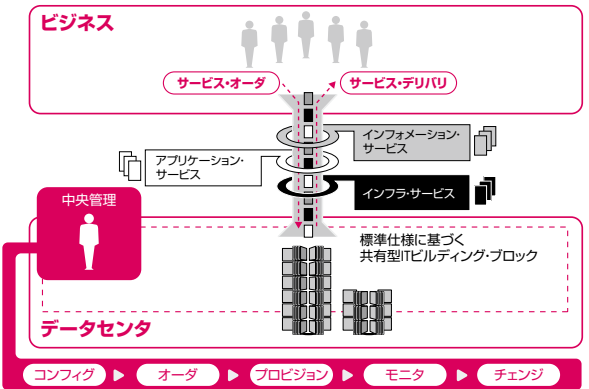 ビジネス
サービス・オーダ
サービス・デリバリ
インフォメーション・
サービス
アプリケーション・
サービス
インフラ・サービス
中央管理
標準仕様に基づく
共有型ITビルディング・ブロック
データセンタ
コンフィグ
オーダ
プロビジョン
モニタ
チェンジ